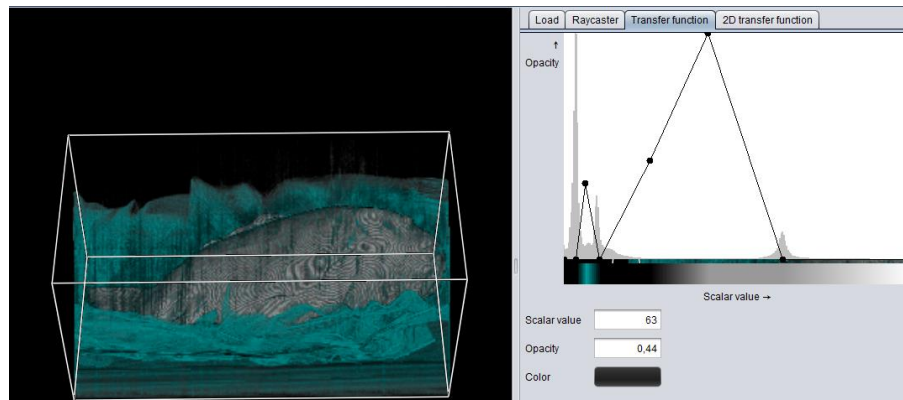 Load Raycaster Transfer function 2D transfer function
↑
Opacity
Scalar value →
Scalar value 63
Opacity 0,44
Color